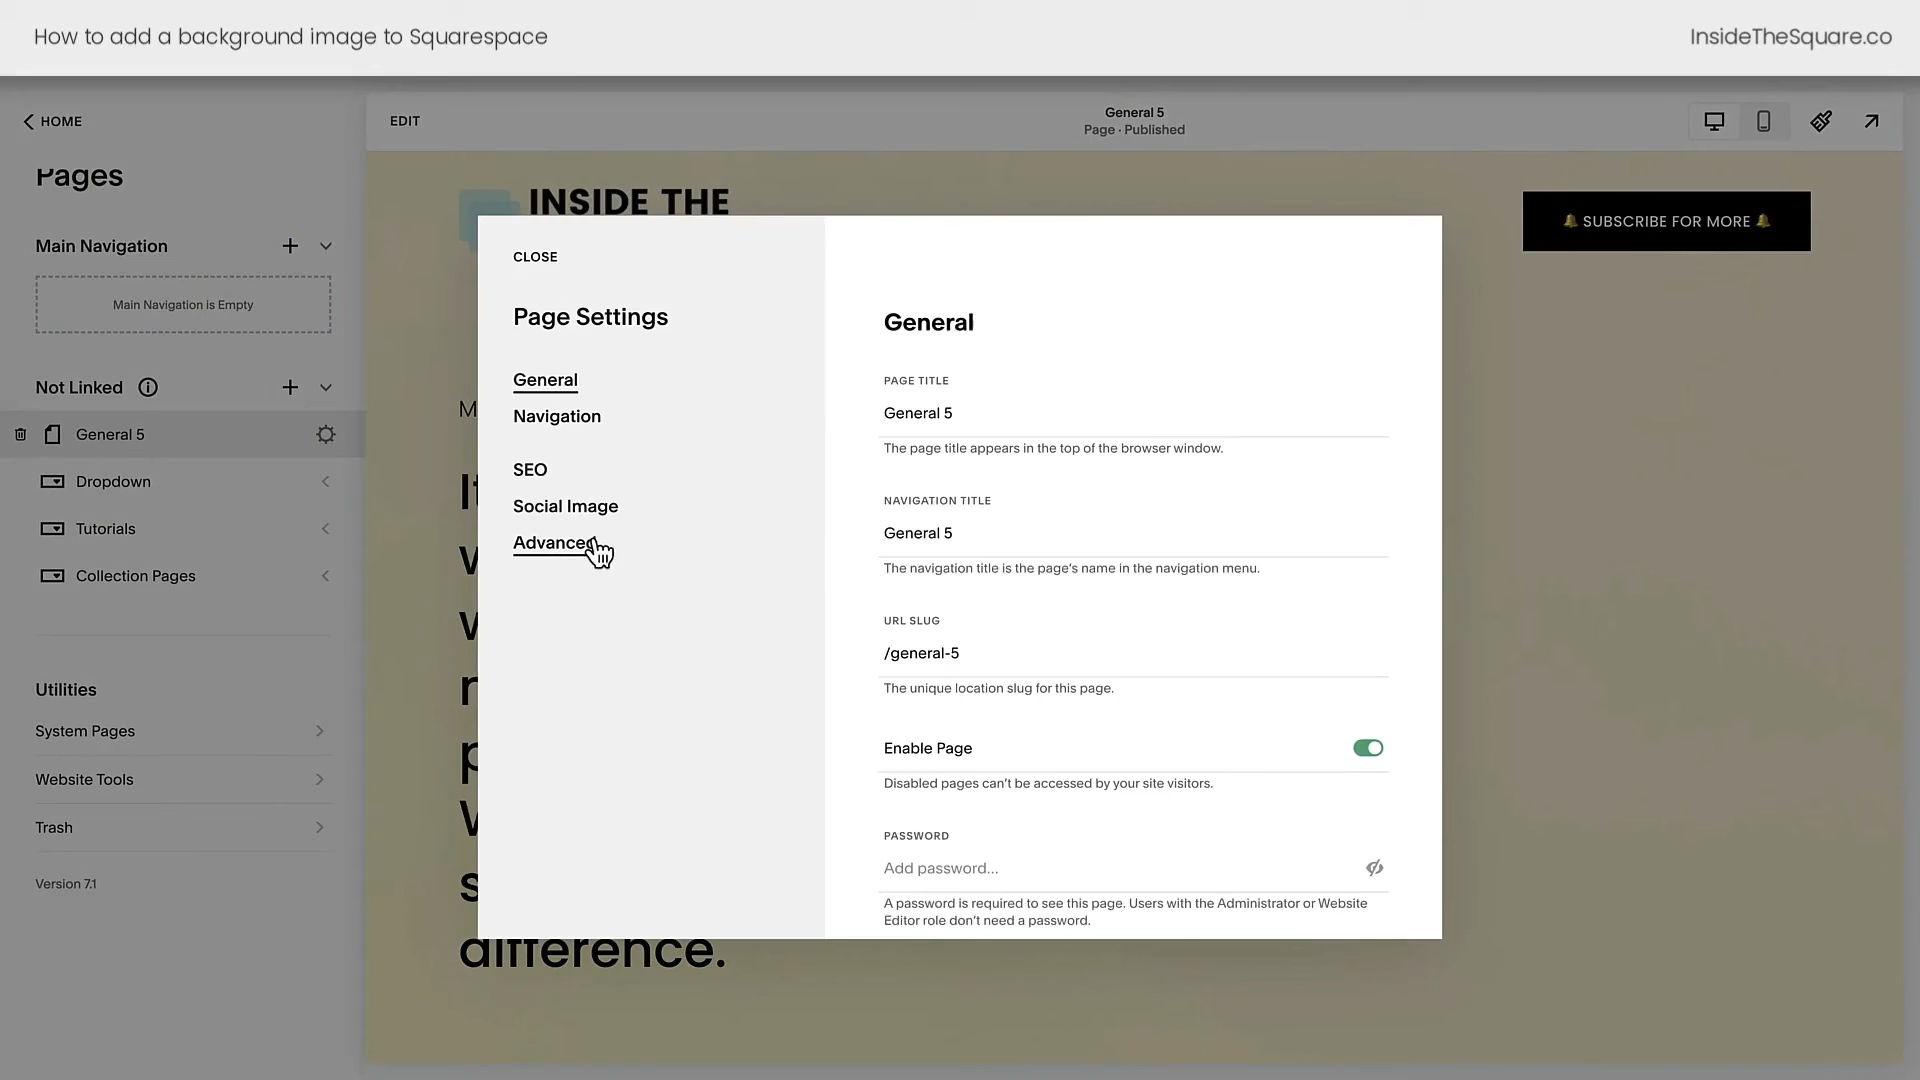 How to add a background image to Squarespace
InsideTheSquare.co
HOME
EDIT
General 5
Page · Published
Pages
INSIDE THE
🔔 SUBSCRIBE FOR MORE 🔔
Main Navigation
Main Navigation is Empty
Not Linked
General 5
Dropdown
Tutorials
Collection Pages
Utilities
System Pages
Website Tools
Trash
Version 7.1
CLOSE
Page Settings
General
Navigation
SEO
Social Image
Advanced
General
PAGE TITLE
General 5
The page title appears in the top of the browser window.
NAVIGATION TITLE
General 5
The navigation title is the page's name in the navigation menu.
URL SLUG
/general-5
The unique location slug for this page.
Enable Page
Disabled pages can't be accessed by your site visitors.
PASSWORD
Add password...
A password is required to see this page. Users with the Administrator or Website
Editor role don't need a password.
difference.